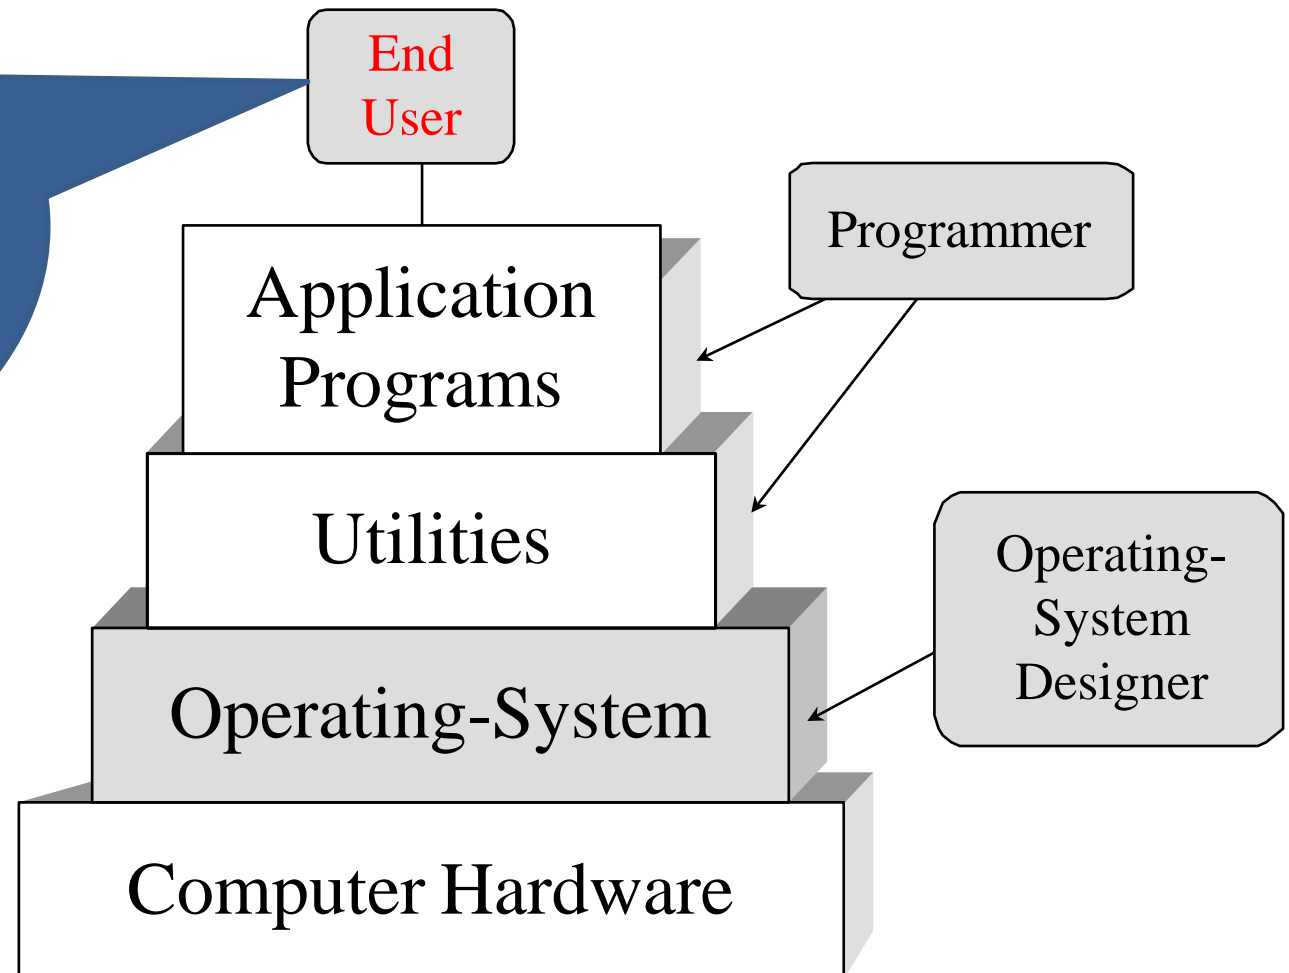 End
User
Programmer
Application
Programs
Utilities
Operating-
System
Designer
Operating-System
Computer Hardware